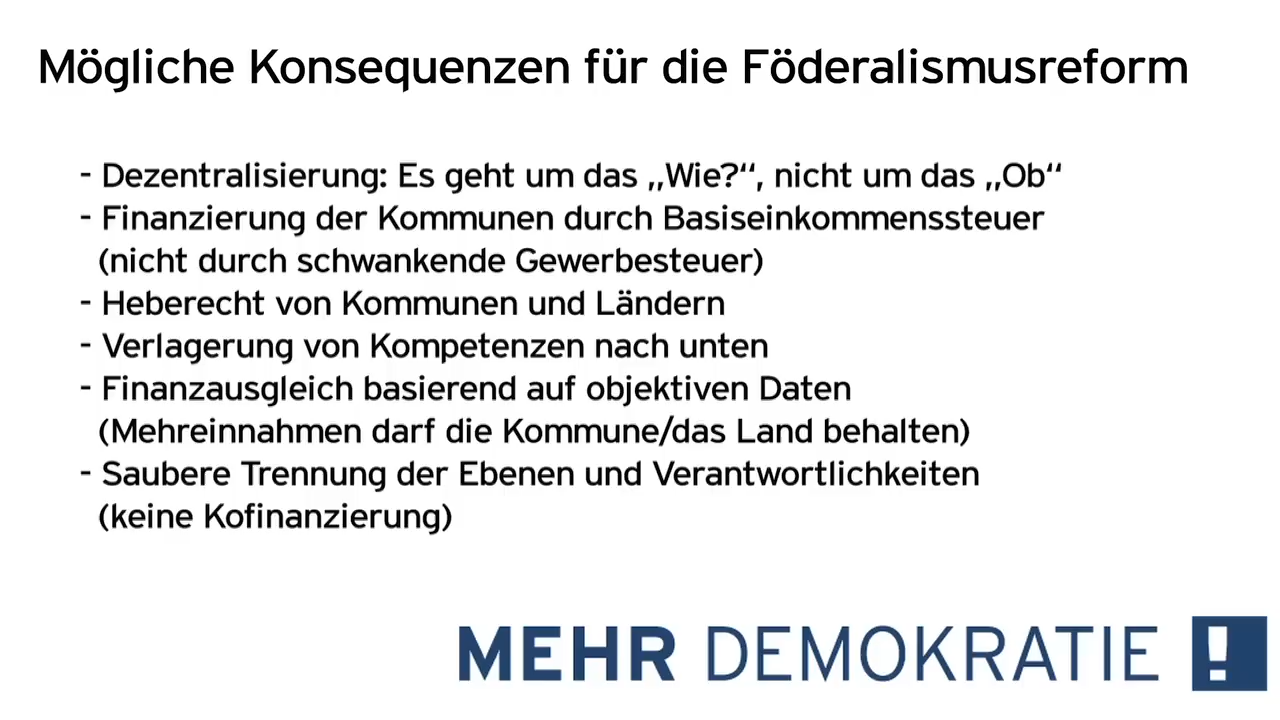 Mögliche Konsequenzen für die Föderalismusreform
- Dezentralisierung: Es geht um das „Wie?“, nicht um das „Ob“
- Finanzierung der Kommunen durch Basiseinkommenssteuer
(nicht durch schwankende Gewerbesteuer)
- Heberecht von Kommunen und Ländern
- Verlagerung von Kompetenzen nach unten
- Finanzausgleich basierend auf objektiven Daten
(Mehreinnahmen darf die Kommune/das Land behalten)
- Saubere Trennung der Ebenen und Verantwortlichkeiten
(keine Kofinanzierung)
MEHR DEMOKRATIE !